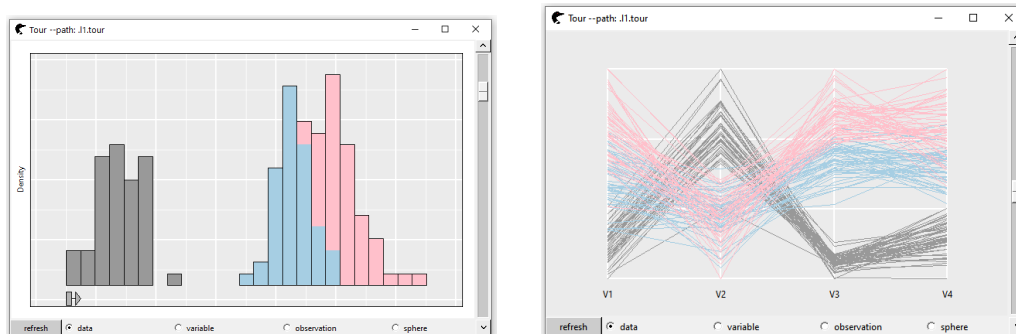 Tour --path: .l1.tour
Density
refresh data variable observation sphere
Tour --path: .l1.tour
V1 V2 V3 V4
refresh data variable observation sphere